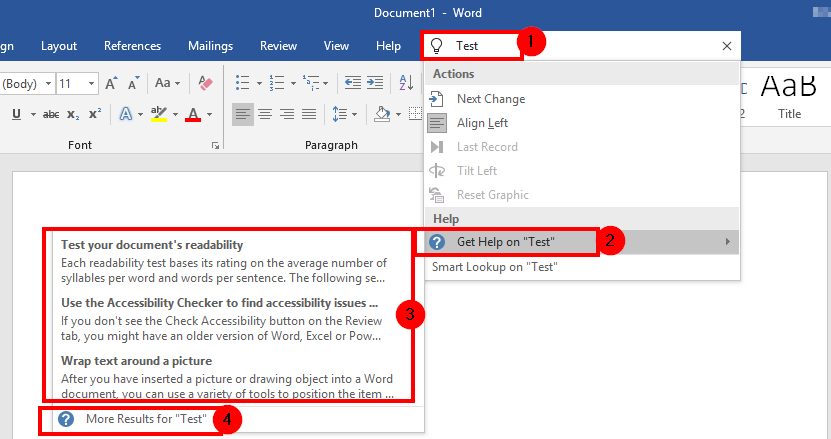 Document1 - Word
gn Layout References Mailings Review View Help Test ×
1
(Body) 11 A A Aa A Z
U abc x2 x2 A ab A
Font Paragraph
AaB
2 Title
Actions
Next Change
Align Left
Last Record
Tilt Left
Reset Graphic
Help
Get Help on "Test"
2
Smart Lookup on "Test"
Test your document's readability
Each readability test bases its rating on the average number of
syllables per word and words per sentence. The following se...
Use the Accessibility Checker to find accessibility issues ...
If you don't see the Check Accessibility button on the Review
tab, you might have an older version of Word, Excel or Pow...
3
Wrap text around a picture
After you have inserted a picture or drawing object into a Word
document, you can use a variety of tools to position the item ...
More Results for "Test"
4